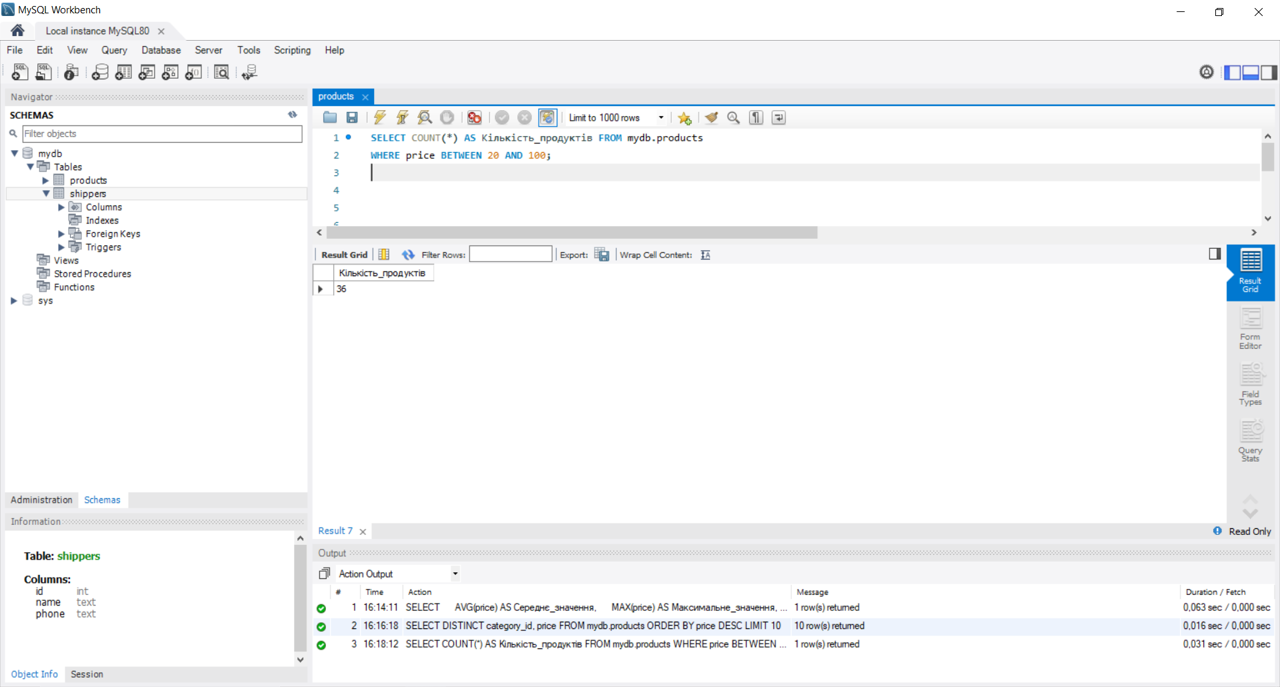 MySQL Workbench
Local instance MySQL80
File Edit View Query Database Server Tools Scripting Help
Navigator
SCHEMAS
Filter objects
mydb
Tables
products
shippers
Columns
Indexes
Foreign Keys
Triggers
Views
Stored Procedures
Functions
sys
Administration Schemas
Information
Table: shippers
Columns:
id int
name text
phone text
Object Info Session
products
Limit to 1000 rows
1 SELECT COUNT(*) AS Кількість_продуктів FROM mydb.products
2 WHERE price BETWEEN 20 AND 100;
3
4
5
6
Result Grid Filter Rows: Export: Wrap Cell Content:
Кількість_продуктів
36
Result Grid
Form Editor
Field Types
Query Stats
Result 7
Read Only
Output
Action Output
# Time Action Message Duration / Fetch
1 16:14:11 SELECT AVG(price) AS Середнє_значення, MAX(price) AS Максимальне_значення, ... 1 row(s) returned 0,063 sec / 0,000 sec
2 16:16:18 SELECT DISTINCT category_id, price FROM mydb.products ORDER BY price DESC LIMIT 10 10 row(s) returned 0,016 sec / 0,000 sec
3 16:18:12 SELECT COUNT(*) AS Кількість_продуктів FROM mydb.products WHERE price BETWEEN ... 1 row(s) returned 0,031 sec / 0,000 sec